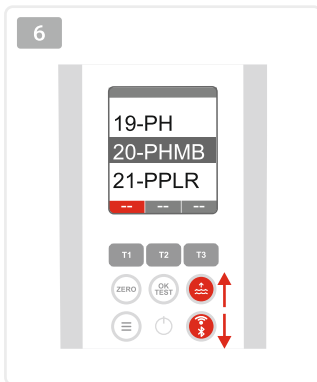 6
19-PH
20-PHMB
21-PPLR
-- -- --
T1 T2 T3
ZERO OK TEST